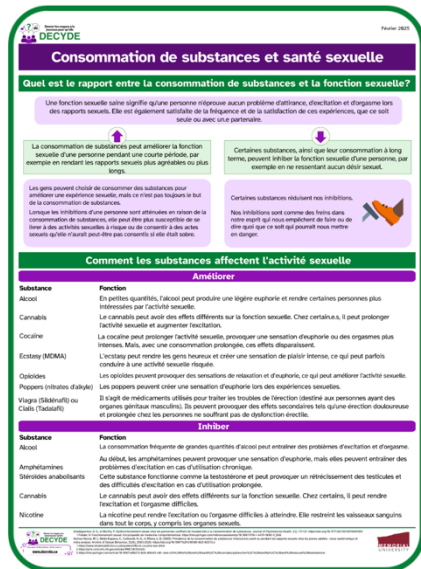 DECYDE
Février 2025
Consommation de substances et santé sexuelle
Quel est le rapport entre la consommation de substances et la fonction sexuelle?
Une fonction sexuelle saine signifie qu'une personne n'éprouve aucun problème d'attirance, d'excitation et d'orgasme lors
des rapports sexuels. Elle est également satisfaite de la fréquence et de la satisfaction de ces expériences, que ce soit
seule ou avec un.e partenaire.
La consommation de substances peut améliorer la fonction
sexuelle d'une personne pendant une courte période, par
exemple en rendant les rapports sexuels plus agréables ou plus
longs.
Certaines substances, ainsi que leur consommation à long
terme, peuvent inhiber la fonction sexuelle d'une personne, par
exemple en ne ressentant aucun désir sexuel.
Les gens peuvent choisir de consommer des substances pour
améliorer une expérience sexuelle, mais ce n'est pas toujours le but
de la consommation de substances.
Lorsque les inhibitions d'une personne sont atténuées en raison de la
consommation de substances, elle peut être plus susceptible de se
livrer à des activités sexuelles à risque ou de consentir à des actes
sexuels qu'elle n'aurait peut-être pas consentis si elle était sobre.
Certaines substances réduisent nos inhibitions.
Nos inhibitions sont comme des freins dans
notre esprit qui nous empêchent de faire ou de
dire quoi que ce soit qui pourrait nous mettre
en danger.
Comment les substances affectent l'activité sexuelle
Améliorer
Substance Fonction
Alcool En petites quantités, l'alcool peut produire une légère euphorie et rendre certaines personnes plus
intéressées par l'activité sexuelle.
Cannabis Le cannabis peut avoir des effets différents sur la fonction sexuelle. Chez certain.e.s, il peut prolonger
l'activité sexuelle et augmenter l'excitation.
Cocaïne La cocaïne peut prolonger l'activité sexuelle, provoquer une sensation d'euphorie ou des orgasmes plus
intenses. Mais, avec une consommation prolongée, ces effets disparaissent.
Ecstasy (MDMA) L'ecstasy peut rendre les gens heureux et créer une sensation de plaisir intense, ce qui peut parfois
conduire à une activité sexuelle risquée.
Opioïdes Les opioïdes peuvent provoquer des sensations de relaxation et d'euphorie, ce qui peut améliorer l'activité sexuelle.
Poppers (nitrates d'alkyle) Les poppers peuvent créer une sensation d'euphorie lors des expériences sexuelles.
Viagra (Sildénafil) ou Il s'agit de médicaments utilisés pour traiter les troubles de l'érection (destiné aux personnes ayant des
Cialis (Tadalafil) organes génitaux masculins). Ils peuvent provoquer des effets secondaires tels qu'une érection douloureuse
et prolongée chez les personnes ne souffrant pas de dysfonction érectile.
Inhiber
Substance Fonction
Alcool La consommation fréquente de grandes quantités d'alcool peut entraîner des problèmes d'excitation et d'orgasme.
Au début, les amphétamines peuvent provoquer une sensation d'euphorie, mais elles peuvent entraîner des
Amphétamines problèmes d'excitation en cas d'utilisation chronique.
Stéroïdes anabolisants Cette substance fonctionne comme la testostérone et peut provoquer un rétrécissement des testicules et
des difficultés d'excitation en cas d'utilisation prolongée.
Cannabis Le cannabis peut avoir des effets différents sur la fonction sexuelle. Chez certains, il peut rendre
l'excitation et l'orgasme difficiles.
Nicotine La nicotine peut rendre l'excitation ou l'orgasme difficiles à atteindre. Elle restreint les vaisseaux sanguins
dans tout le corps, y compris les organes sexuels.
DECYDE
MEMORIAL
UNIVERSITY